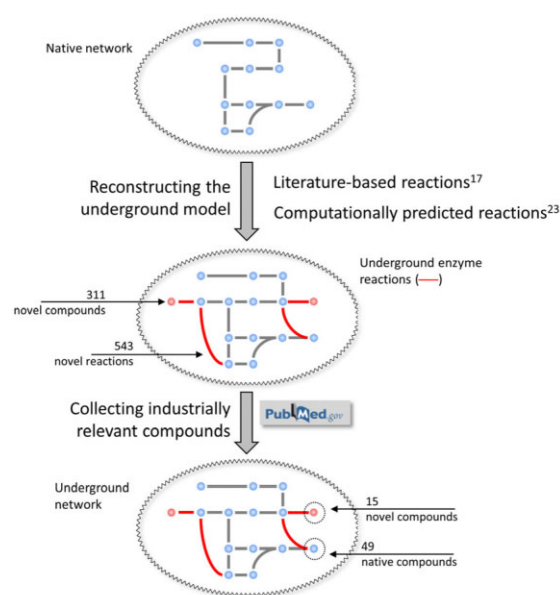 Native network
Reconstructing the
underground model
Literature-based reactions17
Computationally predicted reactions23
Underground enzyme
reactions (—)
311
novel compounds
543
novel reactions
Collecting industrially
relevant compounds
PubMed.gov
Underground
network
15
novel compounds
49
native compounds